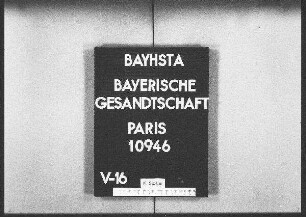 BAYHSTA
BAYERISCHE
GESANDTSCHAFT
PARIS
10946
V-16